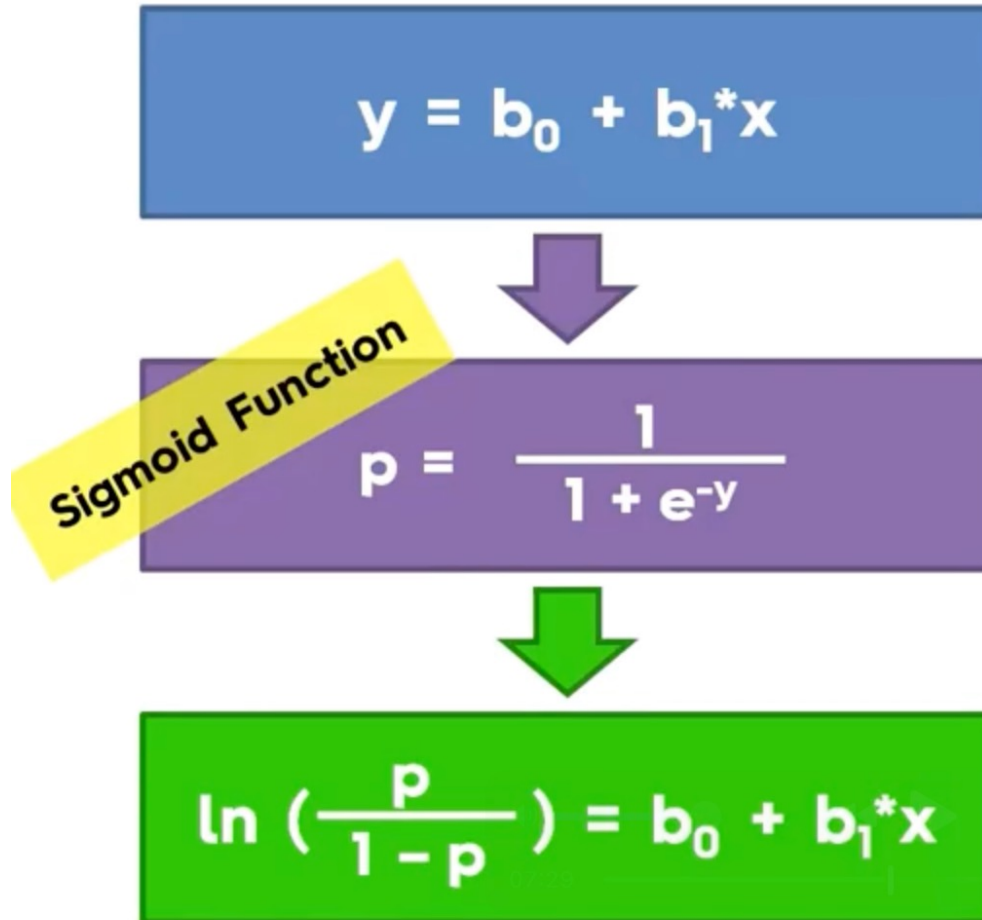 y = b₀ + b₁*x
Sigmoid Function
p = 1 / (1 + e⁻ʸ)
ln ( p / (1 - p) ) = b₀ + b₁*x